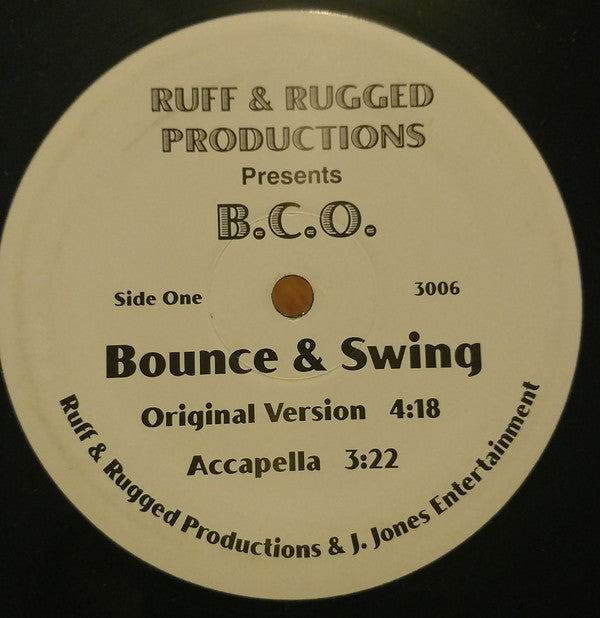 RUFF & RUGGED
PRODUCTIONS
Presents
B.C.O.
Side One
3006
Bounce & Swing
Original Version 4:18
Accapella 3:22
Ruff & Rugged Productions & J. Jones Entertainment